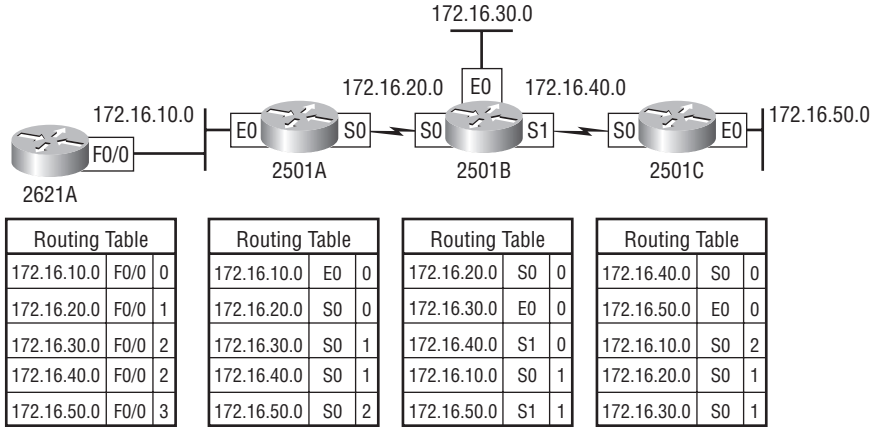 172.16.30.0
172.16.20.0 E0 172.16.40.0
172.16.10.0 172.16.50.0
E0 S0 S0 S1 S0 E0
F0/0
2501A 2501B 2501C
2621A
Routing Table
172.16.10.0 F0/0 0
172.16.20.0 F0/0 1
172.16.30.0 F0/0 2
172.16.40.0 F0/0 2
172.16.50.0 F0/0 3
Routing Table
172.16.10.0 E0 0
172.16.20.0 S0 0
172.16.30.0 S0 1
172.16.40.0 S0 1
172.16.50.0 S0 2
Routing Table
172.16.20.0 S0 0
172.16.30.0 E0 0
172.16.40.0 S1 0
172.16.10.0 S0 1
172.16.50.0 S1 1
Routing Table
172.16.40.0 S0 0
172.16.50.0 E0 0
172.16.10.0 S0 2
172.16.20.0 S0 1
172.16.30.0 S0 1